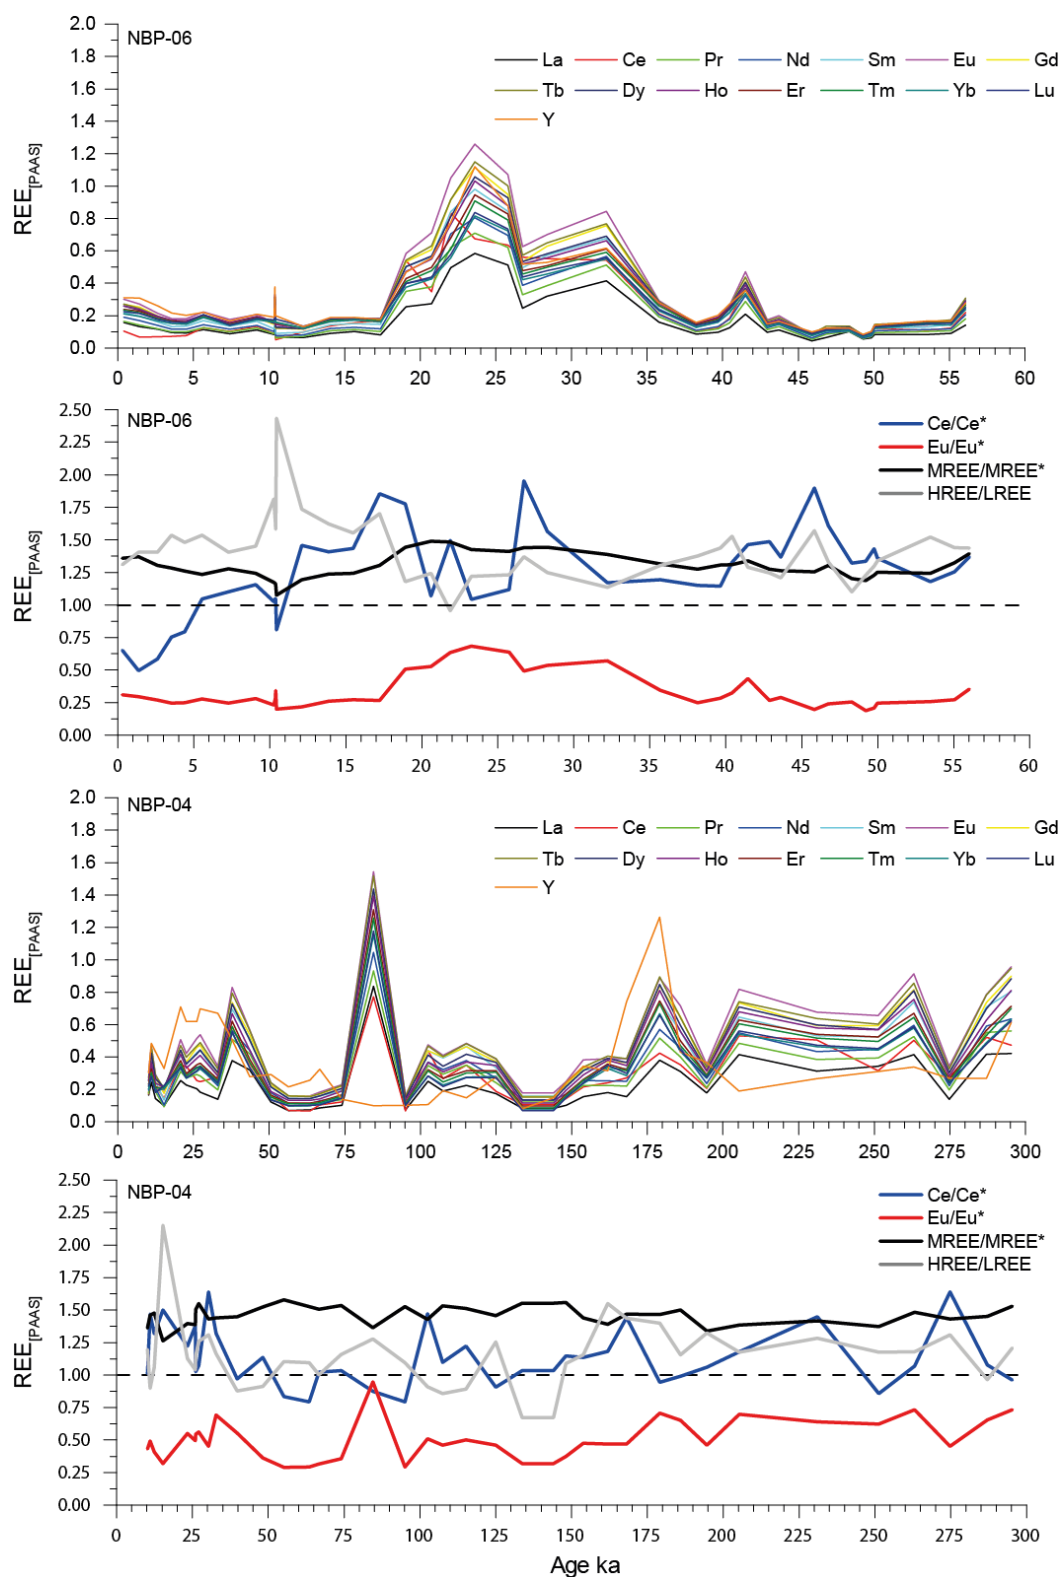 NBP-06
La Ce Pr Nd Sm Eu Gd
Tb Dy Ho Er Tm Yb Lu
Y
REE[PAAS]
2.0
1.8
1.6
1.4
1.2
1.0
0.8
0.6
0.4
0.2
0.0
0 5 10 15 20 25 30 35 40 45 50 55 60
NBP-06
Ce/Ce*
Eu/Eu*
MREE/MREE*
HREE/LREE
REE[PAAS]
2.50
2.25
2.00
1.75
1.50
1.25
1.00
0.75
0.50
0.25
0.00
0 5 10 15 20 25 30 35 40 45 50 55 60
NBP-04
La Ce Pr Nd Sm Eu Gd
Tb Dy Ho Er Tm Yb Lu
Y
REE[PAAS]
2.0
1.8
1.6
1.4
1.2
1.0
0.8
0.6
0.4
0.2
0.0
0 25 50 75 100 125 150 175 200 225 250 275 300
NBP-04
Ce/Ce*
Eu/Eu*
MREE/MREE*
HREE/LREE
REE[PAAS]
2.50
2.25
2.00
1.75
1.50
1.25
1.00
0.75
0.50
0.25
0.00
0 25 50 75 100 125 150 175 200 225 250 275 300
Age ka